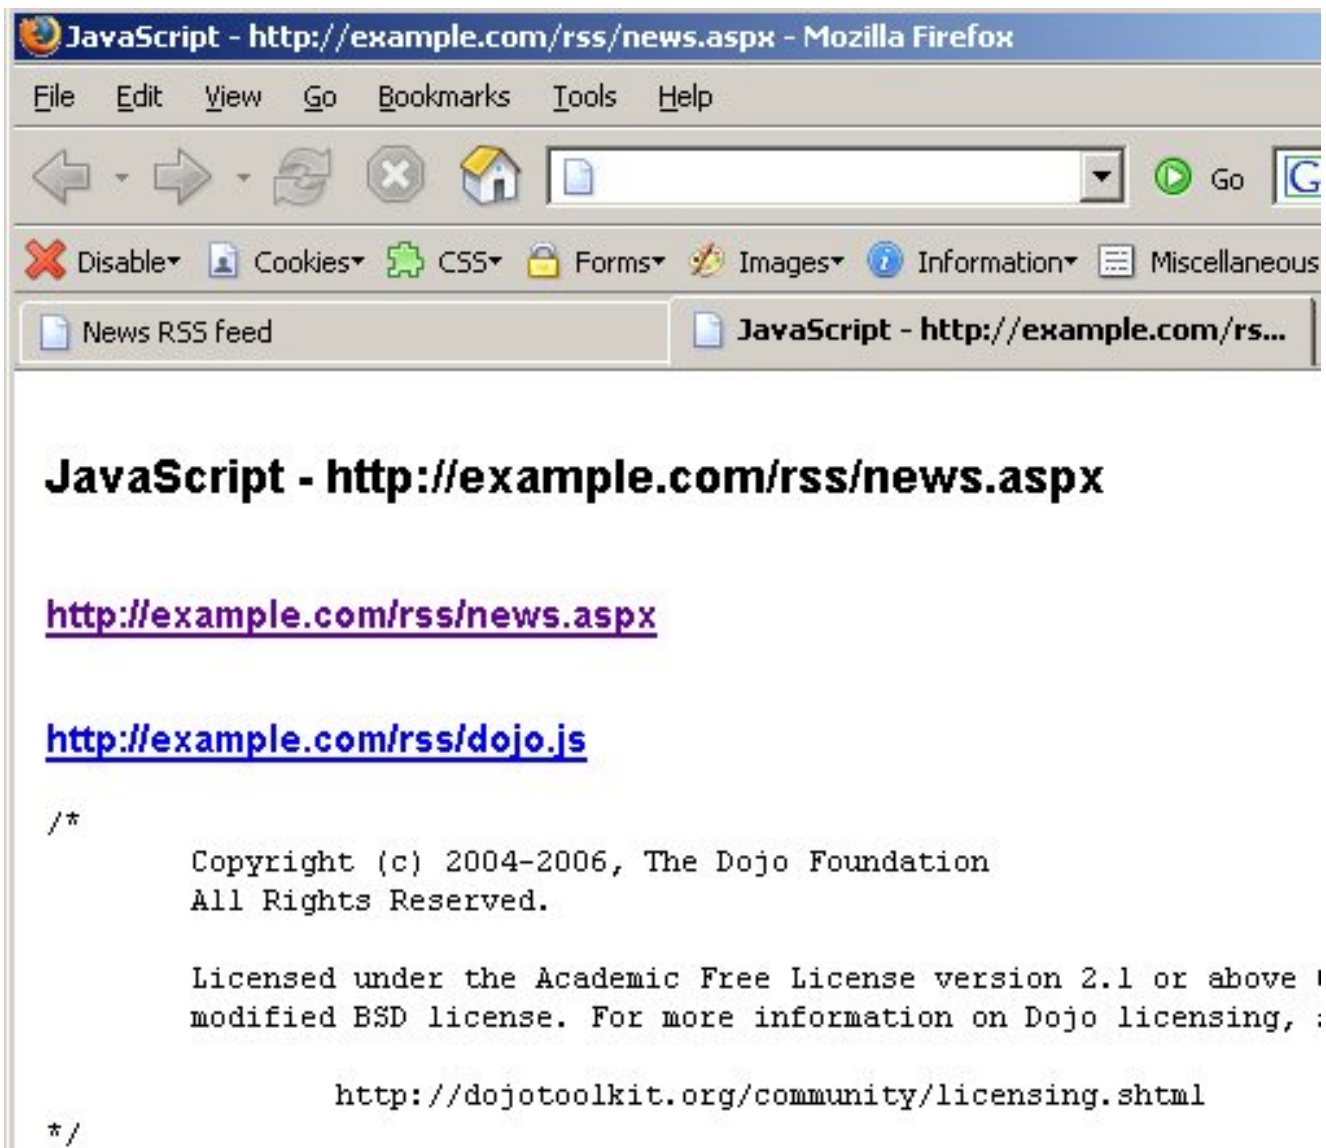 JavaScript - http://example.com/rss/news.aspx - Mozilla Firefox
File Edit View Go Bookmarks Tools Help
Go G
Disable Cookies CSS Forms Images Information Miscellaneous
News RSS feed JavaScript - http://example.com/rs...
JavaScript - http://example.com/rss/news.aspx
http://example.com/rss/news.aspx
http://example.com/rss/dojo.js
/*
Copyright (c) 2004-2006, The Dojo Foundation
All Rights Reserved.
Licensed under the Academic Free License version 2.1 or above
modified BSD license. For more information on Dojo licensing,
http://dojotoolkit.org/community/licensing.shtml
*/